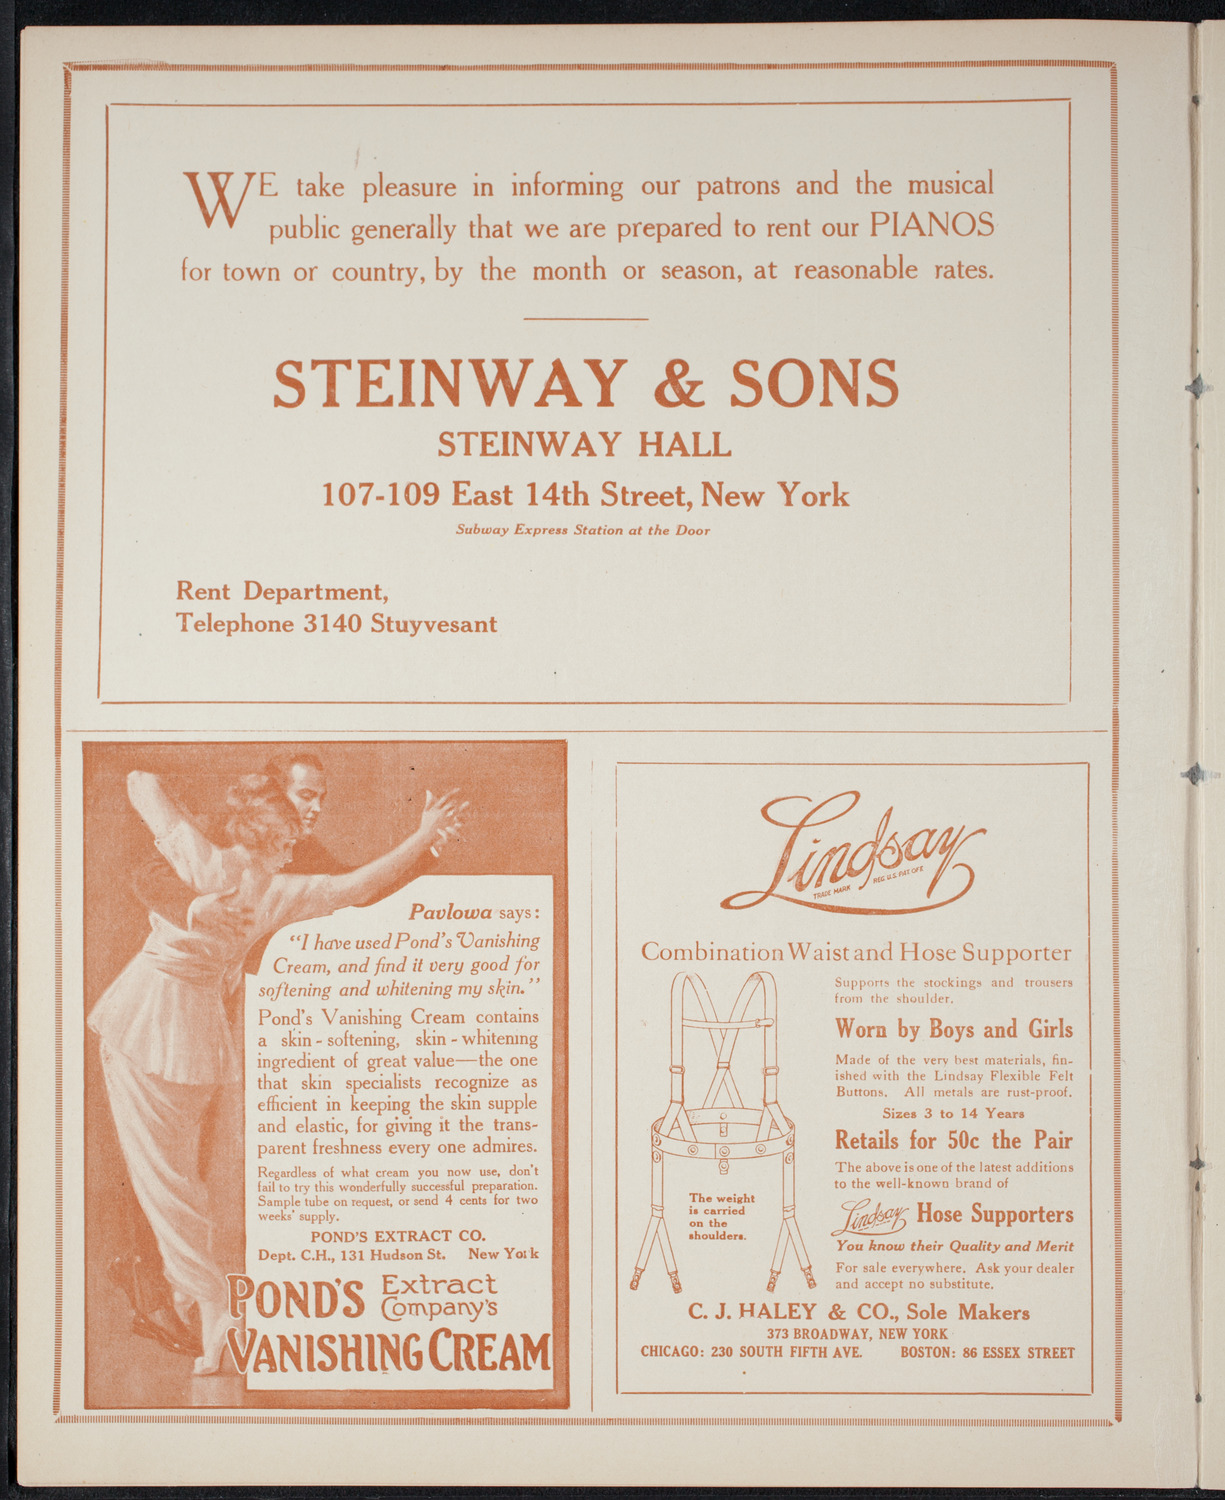 WE take pleasure in informing our patrons and the musical
public generally that we are prepared to rent our PIANOS
for town or country, by the month or season, at reasonable rates.
STEINWAY & SONS
STEINWAY HALL
107-109 East 14th Street, New York
Subway Express Station at the Door
Rent Department,
Telephone 3140 Stuyvesant
Pavlowa says:
"I have used Pond's Vanishing
Cream, and find it very good for
softening and whitening my skin."
Pond's Vanishing Cream contains
a skin-softening, skin-whitening
ingredient of great value—the one
that skin specialists recognize as
efficient in keeping the skin supple
and elastic, for giving it the trans-
parent freshness every one admires.
Regardless of what cream you now use, don't
fail to try this wonderfully successful preparation.
Sample tube on request, or send 4 cents for two
weeks' supply.
POND'S EXTRACT CO.
Dept. C.H., 131 Hudson St. New York
POND'S Extract Company's
VANISHING CREAM
Lindsay
TRADE MARK REG. U.S. PAT. OFF.
Combination Waist and Hose Supporter
Supports the stockings and trousers
from the shoulder.
Worn by Boys and Girls
Made of the very best materials, fin-
ished with the Lindsay Flexible Felt
Buttons. All metals are rust-proof.
Sizes 3 to 14 Years
Retails for 50c the Pair
The above is one of the latest additions
to the well-known brand of
Lindsay Hose Supporters
You know their Quality and Merit
For sale everywhere. Ask your dealer
and accept no substitute.
The weight
is carried
on the
shoulders.
C. J. HALEY & CO., Sole Makers
373 BROADWAY, NEW YORK
CHICAGO: 230 SOUTH FIFTH AVE. BOSTON: 86 ESSEX STREET